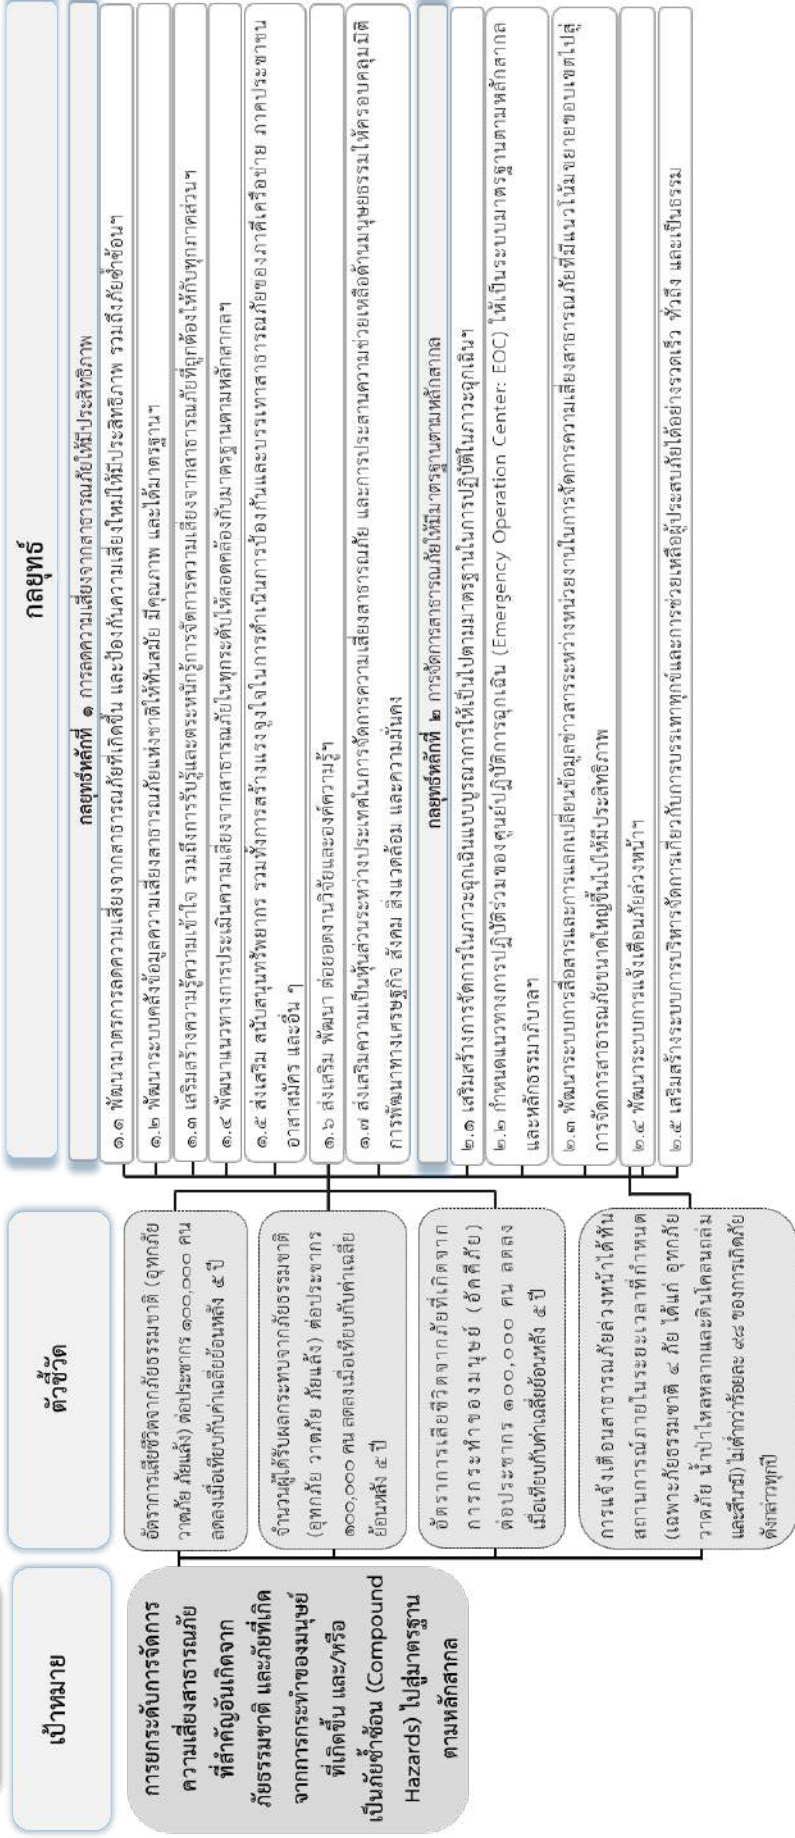 เป้าหมาย
การยกระดับการจัดการ
ความเสี่ยงสาธารณภัย
ที่สำคัญอันเกิดจาก
ภัยธรรมชาติ และภัยที่เกิด
จากการกระทำของมนุษย์
ที่เกิดขึ้น และ/หรือ
เป็นภัยซ้ำซ้อน (Compound
Hazards) ไปสู่มาตรฐาน
ตามหลักสากล
ตัวชี้วัด
อัตราการเสียชีวิตจากภัยธรรมชาติ (อุทกภัย
วาตภัย ภัยแล้ง) ต่อประชากร ๑๐๐,๐๐๐ คน
ลดลงเมื่อเทียบกับค่าเฉลี่ยย้อนหลัง ๕ ปี
จำนวนผู้ได้รับผลกระทบจากภัยธรรมชาติ
(อุทกภัย วาตภัย ภัยแล้ง) ต่อประชากร
๑๐๐,๐๐๐ คน ลดลงเมื่อเทียบกับค่าเฉลี่ย
ย้อนหลัง ๕ ปี
อัตราการเสียชีวิตจากภัยที่เกิดจาก
การกระทำของมนุษย์ (อัคคีภัย)
ต่อประชากร ๑๐๐,๐๐๐ คน ลดลง
เมื่อเทียบกับค่าเฉลี่ยย้อนหลัง ๕ ปี
การแจ้งเตือนสาธารณภัยล่วงหน้าได้ทัน
สถานการณ์ภายในระยะเวลาที่กำหนด
(เฉพาะภัยธรรมชาติ ๔ ภัย ได้แก่ อุทกภัย
วาตภัย น้ำป่าไหลหลากและดินโคลนถล่ม
และสึนามิ) ไม่ต่ำกว่าร้อยละ ๙๘ ของการเกิดภัย
ดังกล่าวทุกปี
กลยุทธ์
กลยุทธ์หลักที่ ๑ การลดความเสี่ยงจากสาธารณภัยให้มีประสิทธิภาพ
๑.๑ พัฒนามาตรการลดความเสี่ยงจากสาธารณภัยที่เกิดขึ้น และป้องกันความเสี่ยงใหม่ให้มีประสิทธิภาพ รวมถึงภัยซ้ำซ้อนฯ
๑.๒ พัฒนาระบบคลังข้อมูลความเสี่ยงสาธารณภัยแห่งชาติให้ทันสมัย มีคุณภาพ และได้มาตรฐานฯ
๑.๓ เสริมสร้างความรู้ความเข้าใจ รวมถึงการรับรู้และตระหนักรู้การจัดการความเสี่ยงจากสาธารณภัยที่ถูกต้องให้กับทุกภาคส่วนฯ
๑.๔ พัฒนาแนวทางการประเมินความเสี่ยงจากสาธารณภัยในทุกระดับให้สอดคล้องกับมาตรฐานตามหลักสากลฯ
๑.๕ ส่งเสริม สนับสนุนทรัพยากร รวมทั้งการสร้างแรงจูงใจในการดำเนินการป้องกันและบรรเทาสาธารณภัยของภาคีเครือข่าย ภาคประชาชน
อาสาสมัคร และอื่น ๆ
๑.๖ ส่งเสริม พัฒนา ต่อยอดงานวิจัยและองค์ความรู้ฯ
๑.๗ ส่งเสริมความเป็นหุ้นส่วนระหว่างประเทศในการจัดการความเสี่ยงสาธารณภัย และการประสานความช่วยเหลือด้านมนุษยธรรมให้ครอบคลุมมิติ
การพัฒนาทางเศรษฐกิจ สังคม สิ่งแวดล้อม และความมั่นคง
กลยุทธ์หลักที่ ๒ การจัดการสาธารณภัยให้มีมาตรฐานตามหลักสากล
๒.๑ เสริมสร้างการจัดการในภาวะฉุกเฉินแบบบูรณาการให้เป็นไปตามมาตรฐานในการปฏิบัติในภาวะฉุกเฉินฯ
๒.๒ กำหนดแนวทางการปฏิบัติร่วมของศูนย์ปฏิบัติการฉุกเฉิน (Emergency Operation Center: EOC) ให้เป็นระบบมาตรฐานตามหลักสากล
และหลักธรรมาภิบาลฯ
๒.๓ พัฒนาระบบการสื่อสารและการแลกเปลี่ยนข้อมูลข่าวสารระหว่างหน่วยงานในการจัดการความเสี่ยงสาธารณภัยที่มีแนวโน้มขยายขอบเขตไปสู่
การจัดการสาธารณภัยขนาดใหญ่ขึ้นไปให้มีประสิทธิภาพ
๒.๔ พัฒนาระบบการแจ้งเตือนภัยล่วงหน้าฯ
๒.๕ เสริมสร้างระบบการบริหารจัดการเกี่ยวกับการบรรเทาทุกข์และการช่วยเหลือผู้ประสบภัยได้อย่างรวดเร็ว ทั่วถึง และเป็นธรรม